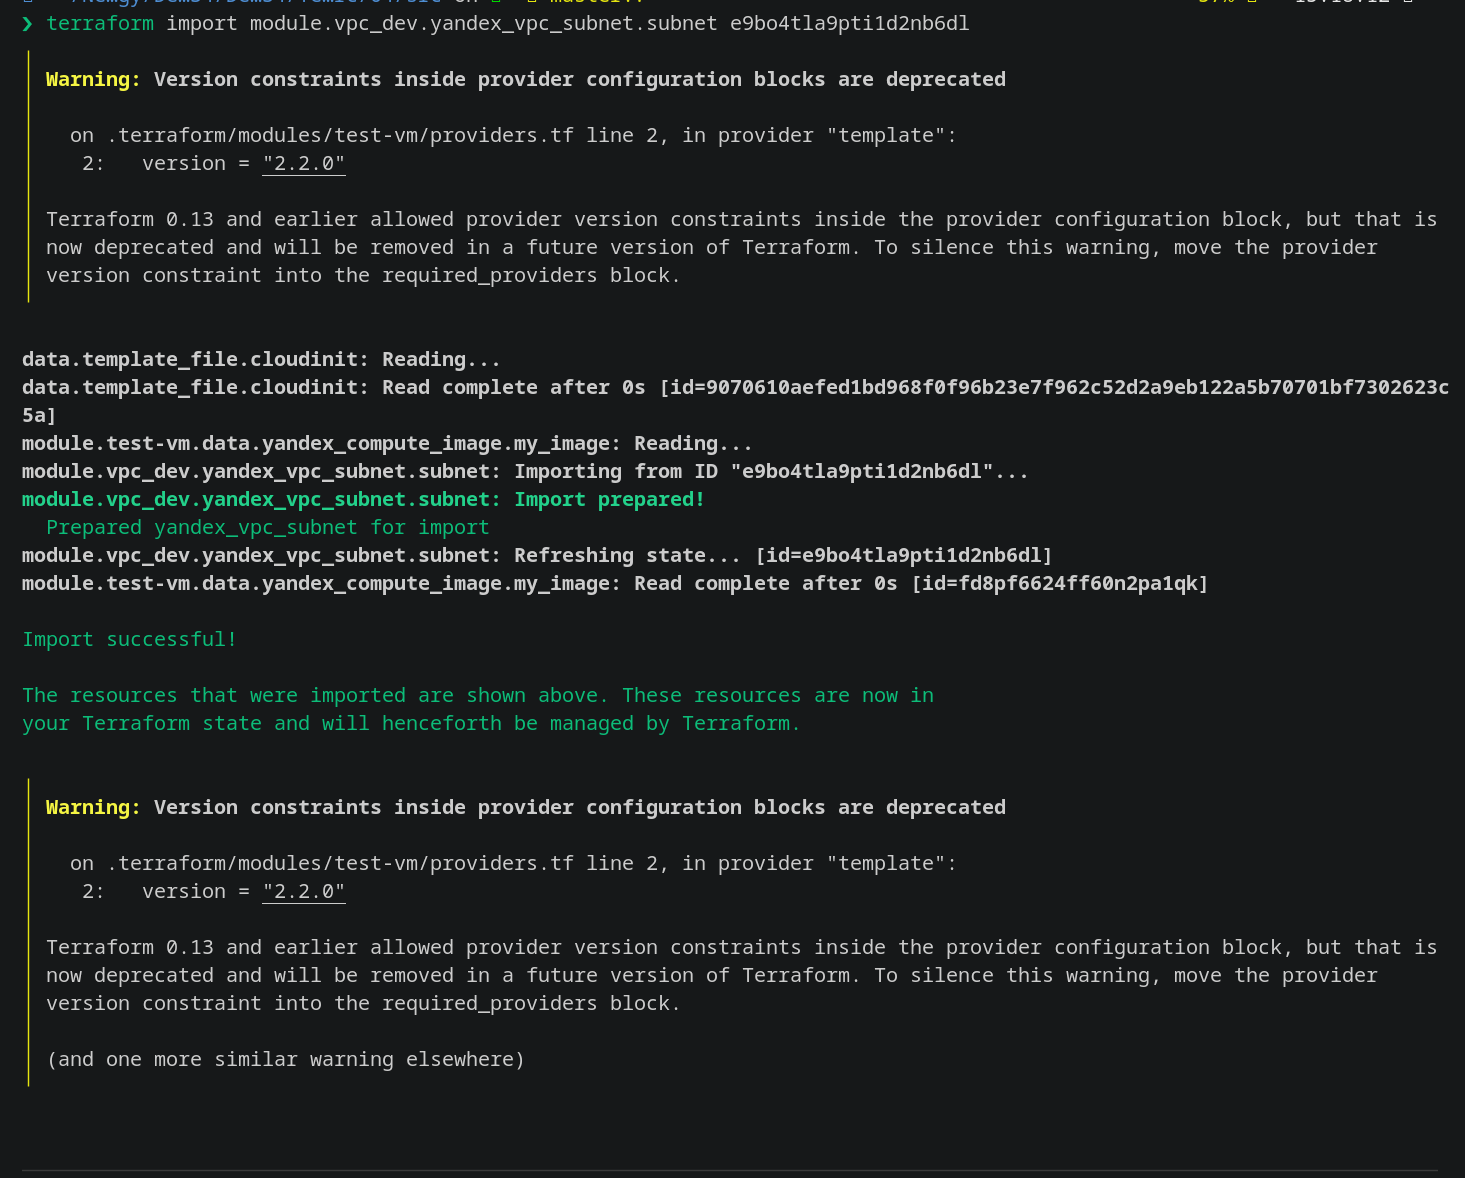 ❯ terraform import module.vpc_dev.yandex_vpc_subnet.subnet e9bo4tla9pti1d2nb6dl
Warning: Version constraints inside provider configuration blocks are deprecated
on .terraform/modules/test-vm/providers.tf line 2, in provider "template":
2:   version = "2.2.0"
Terraform 0.13 and earlier allowed provider version constraints inside the provider configuration block, but that is
now deprecated and will be removed in a future version of Terraform. To silence this warning, move the provider
version constraint into the required_providers block.
data.template_file.cloudinit: Reading...
data.template_file.cloudinit: Read complete after 0s [id=9070610aefed1bd968f0f96b23e7f962c52d2a9eb122a5b70701bf7302623c
5a]
module.test-vm.data.yandex_compute_image.my_image: Reading...
module.vpc_dev.yandex_vpc_subnet.subnet: Importing from ID "e9bo4tla9pti1d2nb6dl"...
module.vpc_dev.yandex_vpc_subnet.subnet: Import prepared!
Prepared yandex_vpc_subnet for import
module.vpc_dev.yandex_vpc_subnet.subnet: Refreshing state... [id=e9bo4tla9pti1d2nb6dl]
module.test-vm.data.yandex_compute_image.my_image: Read complete after 0s [id=fd8pf6624ff60n2pa1qk]
Import successful!
The resources that were imported are shown above. These resources are now in
your Terraform state and will henceforth be managed by Terraform.
Warning: Version constraints inside provider configuration blocks are deprecated
on .terraform/modules/test-vm/providers.tf line 2, in provider "template":
2:   version = "2.2.0"
Terraform 0.13 and earlier allowed provider version constraints inside the provider configuration block, but that is
now deprecated and will be removed in a future version of Terraform. To silence this warning, move the provider
version constraint into the required_providers block.
(and one more similar warning elsewhere)